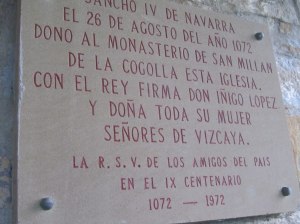 SANCHO IV DE NAVARRA
EL 26 DE AGOSTO DEL AÑO 1072
DONO AL MONASTERIO DE SAN MILLAN
DE LA COGOLLA ESTA IGLESIA.
CON EL REY FIRMA DON IÑIGO LOPEZ
Y DOÑA TODA SU MUJER
SEÑORES DE VIZCAYA.
LA R.S.V. DE LOS AMIGOS DEL PAIS
EN EL IX CENTENARIO
1072 — 1972